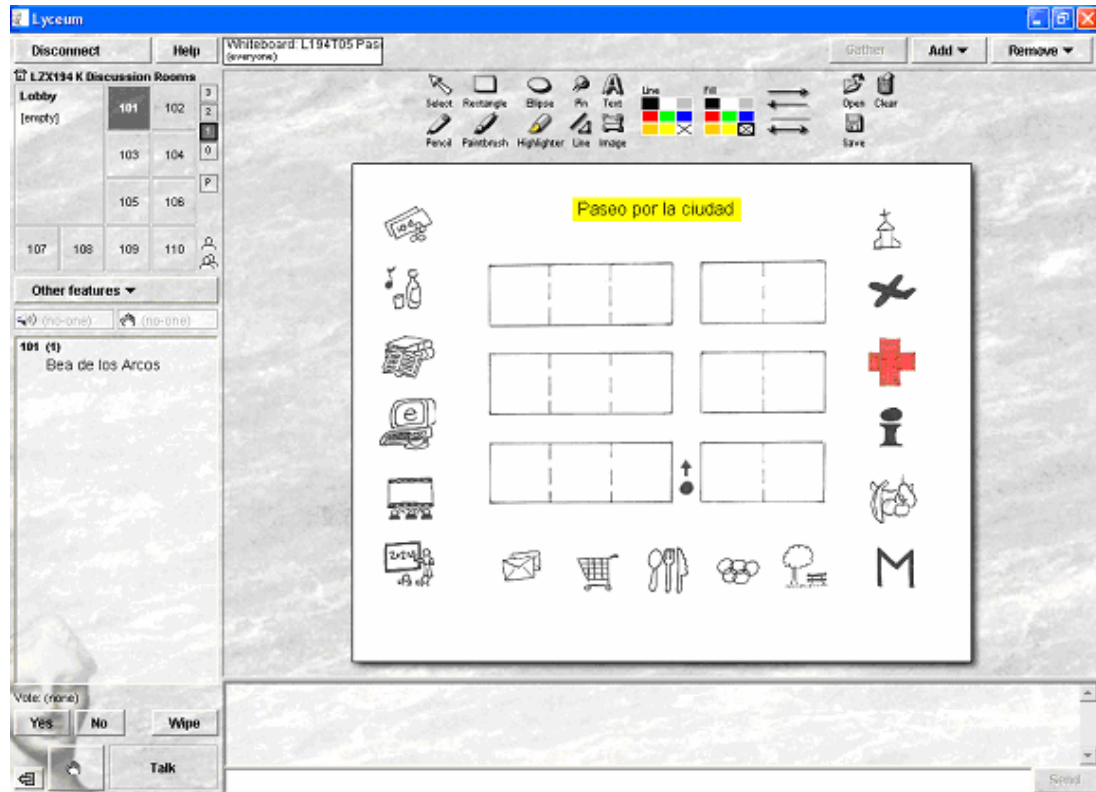 Lyceum
Disconnect
Help
Whiteboard: L194T05 Pas
(everyone)
Gather
Add
Remove
LZX194 K Discussion Rooms
Lobby
[empty]
101
102
3
2
1
0
P
103
104
105
106
107
108
109
110
Other features
(no-one)
(no-one)
101 (1)
Bea de los Arcos
Select
Rectangle
Ellipse
Pin
Text
Line
Fill
Open
Clear
Pencil
Paintbrush
Highlighter
Line
Image
Save
Paseo por la ciudad
e
i
M
Vote: (none)
Yes
No
Wipe
Talk
Send